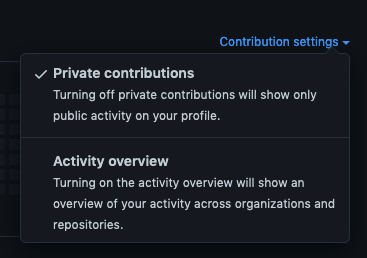 Contribution settings
Private contributions
Turning off private contributions will show only
public activity on your profile.
Activity overview
Turning on the activity overview will show an
overview of your activity across organizations and
repositories.